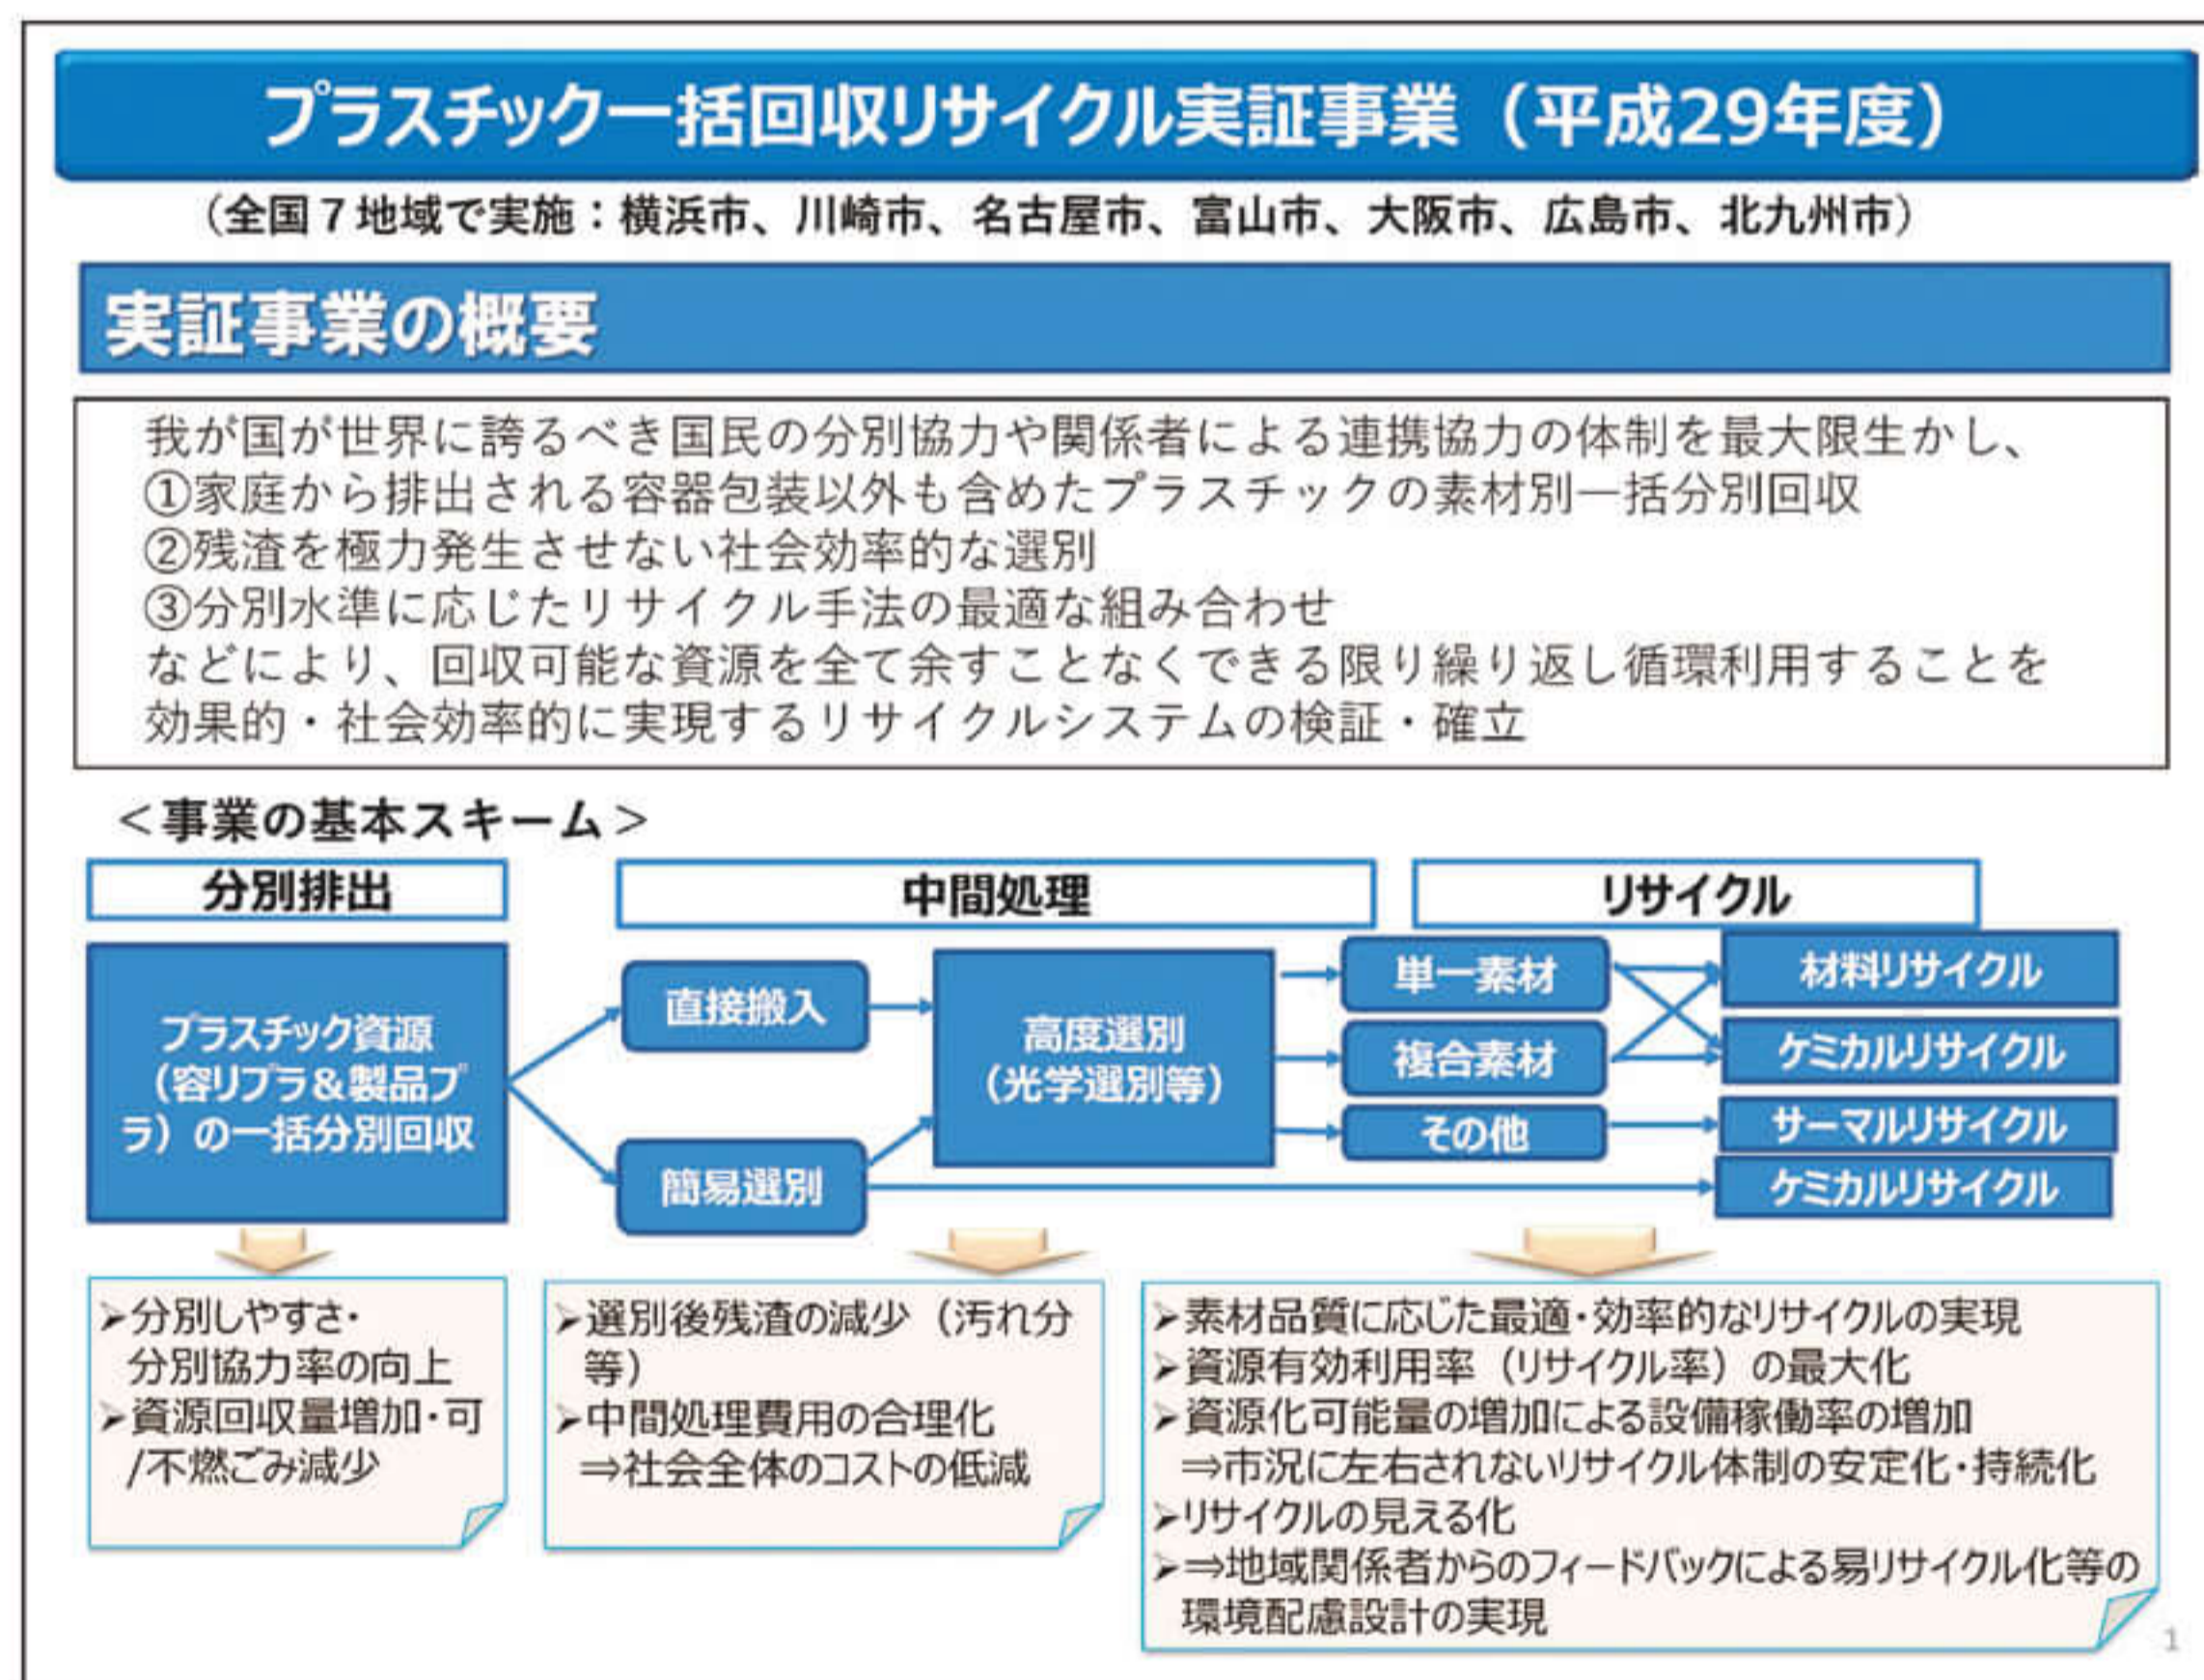 プラスチック一括回収リサイクル実証事業（平成29年度）
（全国７地域で実施：横浜市、川崎市、名古屋市、富山市、大阪市、広島市、北九州市）
実証事業の概要
我が国が世界に誇るべき国民の分別協力や関係者による連携協力の体制を最大限生かし、
①家庭から排出される容器包装以外も含めたプラスチックの素材別一括分別回収
②残渣を極力発生させない社会効率的な選別
③分別水準に応じたリサイクル手法の最適な組み合わせ
などにより、回収可能な資源を全て余すことなくできる限り繰り返し循環利用することを
効果的・社会効率的に実現するリサイクルシステムの検証・確立
＜事業の基本スキーム＞
分別排出
中間処理
リサイクル
プラスチック資源
（容リプラ＆製品プ
ラ）の一括分別回収
直接搬入
簡易選別
高度選別
（光学選別等）
単一素材
複合素材
その他
材料リサイクル
ケミカルリサイクル
サーマルリサイクル
ケミカルリサイクル
➢分別しやすさ・
分別協力率の向上
➢資源回収量増加・可
/不燃ごみ減少
➢選別後残渣の減少（汚れ分
等）
➢中間処理費用の合理化
⇒社会全体のコストの低減
➢素材品質に応じた最適・効率的なリサイクルの実現
➢資源有効利用率（リサイクル率）の最大化
➢資源化可能量の増加による設備稼働率の増加
⇒市況に左右されないリサイクル体制の安定化・持続化
➢リサイクルの見える化
➢⇒地域関係者からのフィードバックによる易リサイクル化等の
環境配慮設計の実現
1